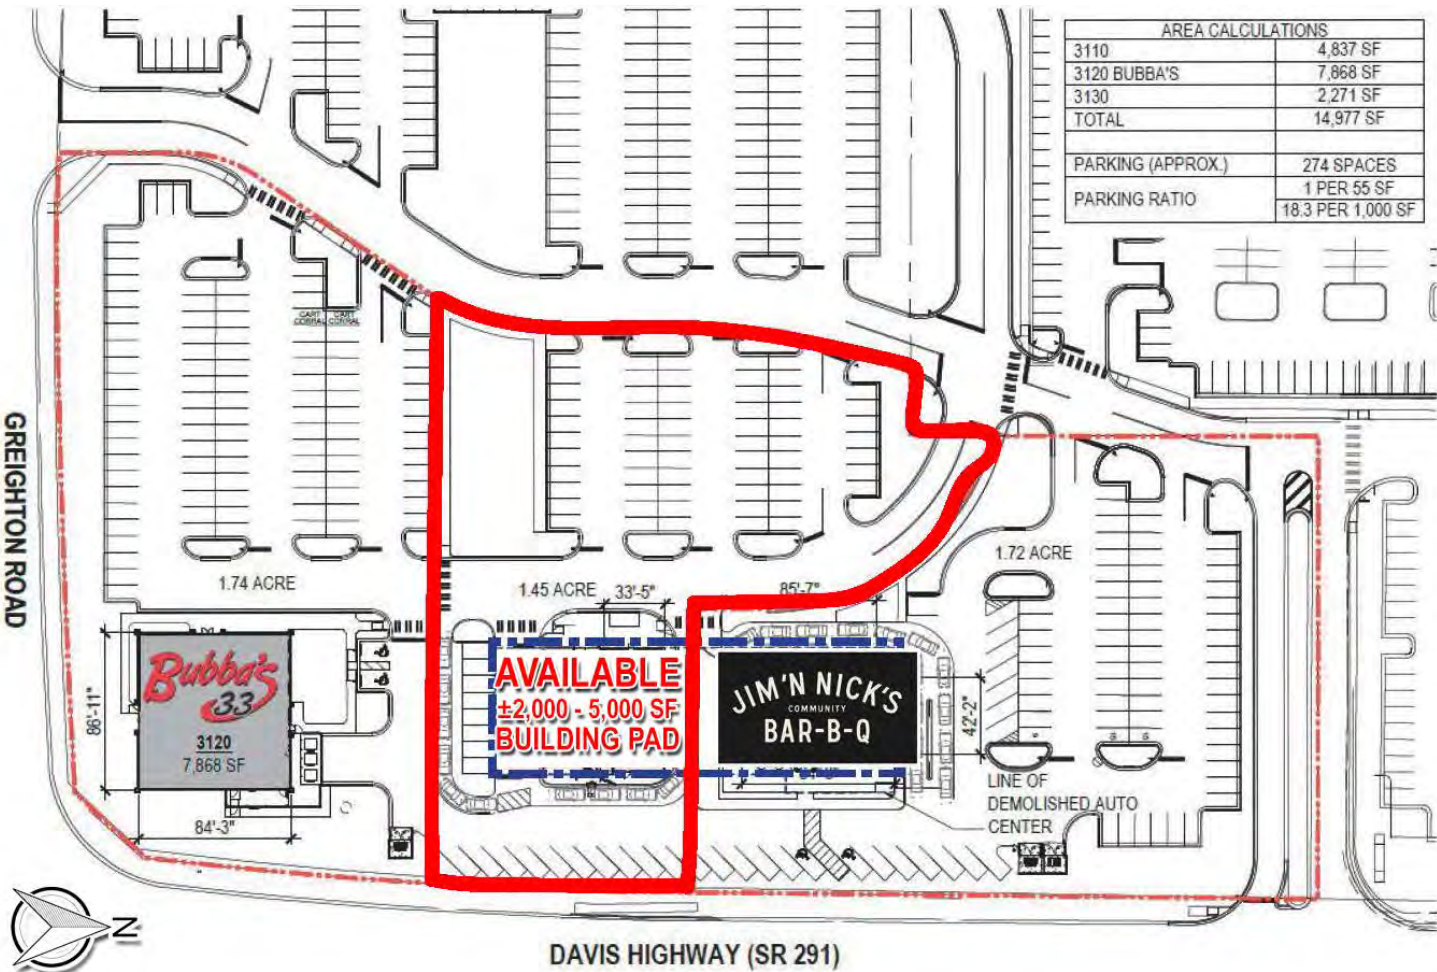 AREA CALCULATIONS
3110 4,837 SF
3120 BUBBA'S 7,868 SF
3130 2,271 SF
TOTAL 14,977 SF
PARKING (APPROX.) 274 SPACES
PARKING RATIO 1 PER 55 SF
18.3 PER 1,000 SF
CART CORRAL
CART CORRAL
GREIGHTON ROAD
1.74 ACRE
1.45 ACRE
33'-5"
85'-7"
1.72 ACRE
86'-11"
Bubba's
33
3120
7,868 SF
84'-3"
AVAILABLE
±2,000 - 5,000 SF
BUILDING PAD
JIM'N NICK'S
COMMUNITY
BAR-B-Q
42'-2"
LINE OF
DEMOLISHED AUTO
CENTER
N
DAVIS HIGHWAY (SR 291)